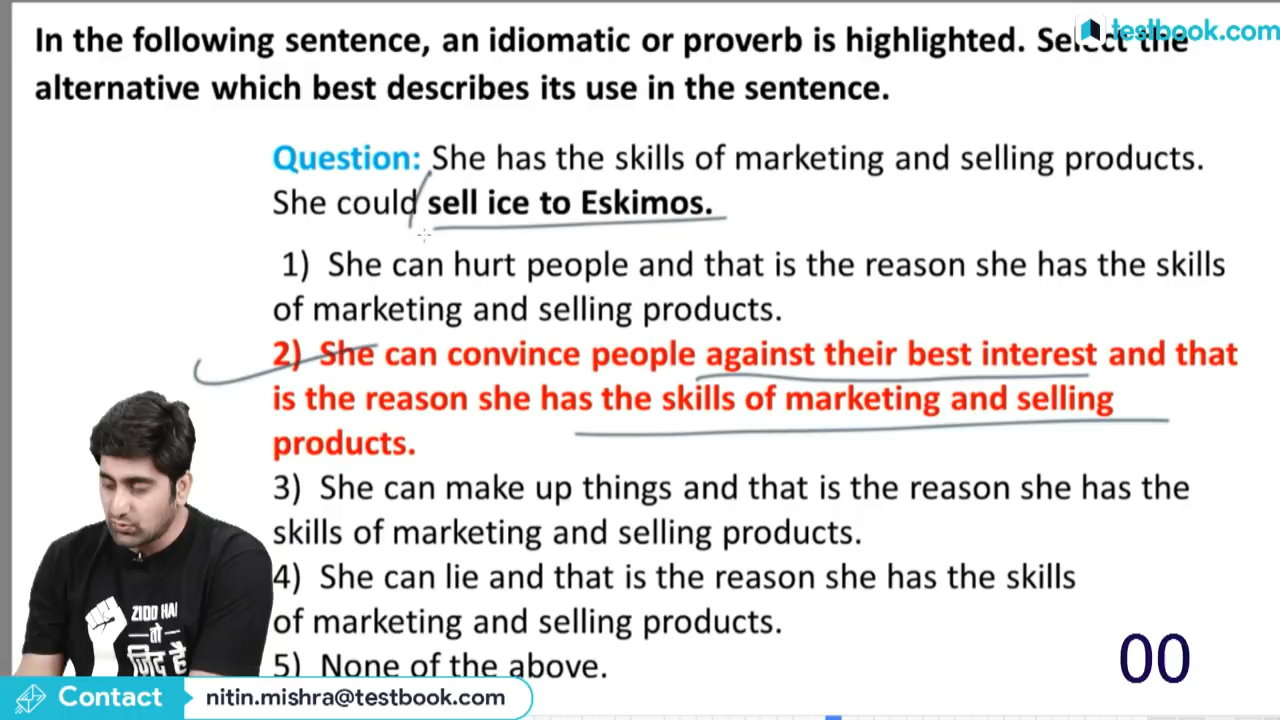 testbook.com
In the following sentence, an idiomatic or proverb is highlighted. Select the
alternative which best describes its use in the sentence.
Question: She has the skills of marketing and selling products.
She could sell ice to Eskimos.
1) She can hurt people and that is the reason she has the skills
of marketing and selling products.
2) She can convince people against their best interest and that
is the reason she has the skills of marketing and selling
products.
3) She can make up things and that is the reason she has the
skills of marketing and selling products.
4) She can lie and that is the reason she has the skills
of marketing and selling products.
5) None of the above.
ZIDD HAI
तो
ज़िद है
00
Contact nitin.mishra@testbook.com